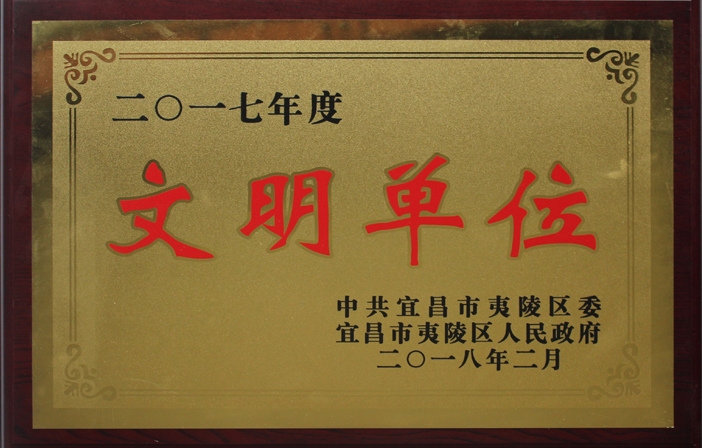 二〇一七年度
文明单位
中共宜昌市夷陵区委
宜昌市夷陵区人民政府
二〇一八年二月